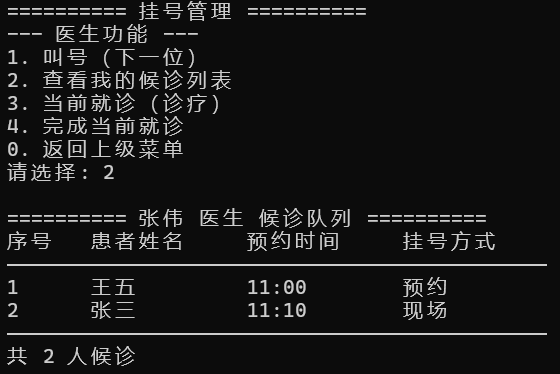 ========== 挂号管理 ==========
--- 医生功能 ---
1. 叫号 (下一位)
2. 查看我的候诊列表
3. 当前就诊 (诊疗)
4. 完成当前就诊
0. 返回上级菜单
请选择: 2
========== 张伟 医生 候诊队列 ==========
序号 患者姓名 预约时间 挂号方式
1 王五 11:00 预约
2 张三 11:10 现场
共 2 人候诊